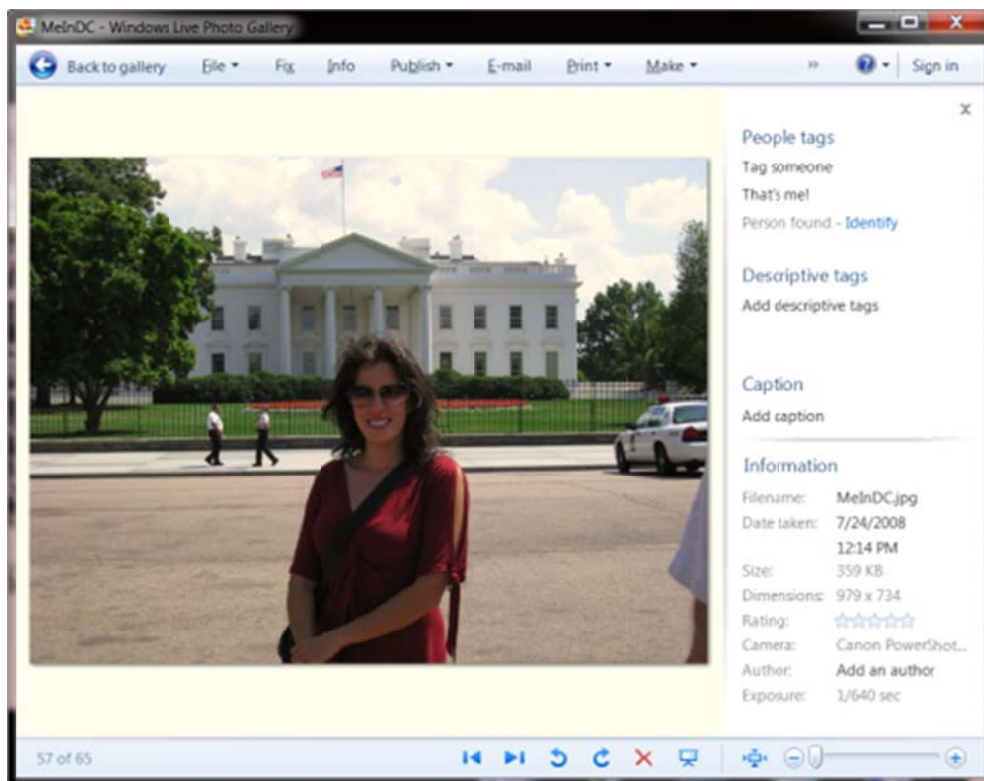 MeInDC - Windows Live Photo Gallery
Back to gallery File Fix Info Publish E-mail Print Make » ? Sign in
x
People tags
Tag someone
That's me!
Person found - Identify
Descriptive tags
Add descriptive tags
Caption
Add caption
Information
Filename: MeInDC.jpg
Date taken: 7/24/2008
12:14 PM
Size: 359 KB
Dimensions: 979 x 734
Rating:
Camera: Canon PowerShot...
Author: Add an author
Exposure: 1/640 sec
57 of 65